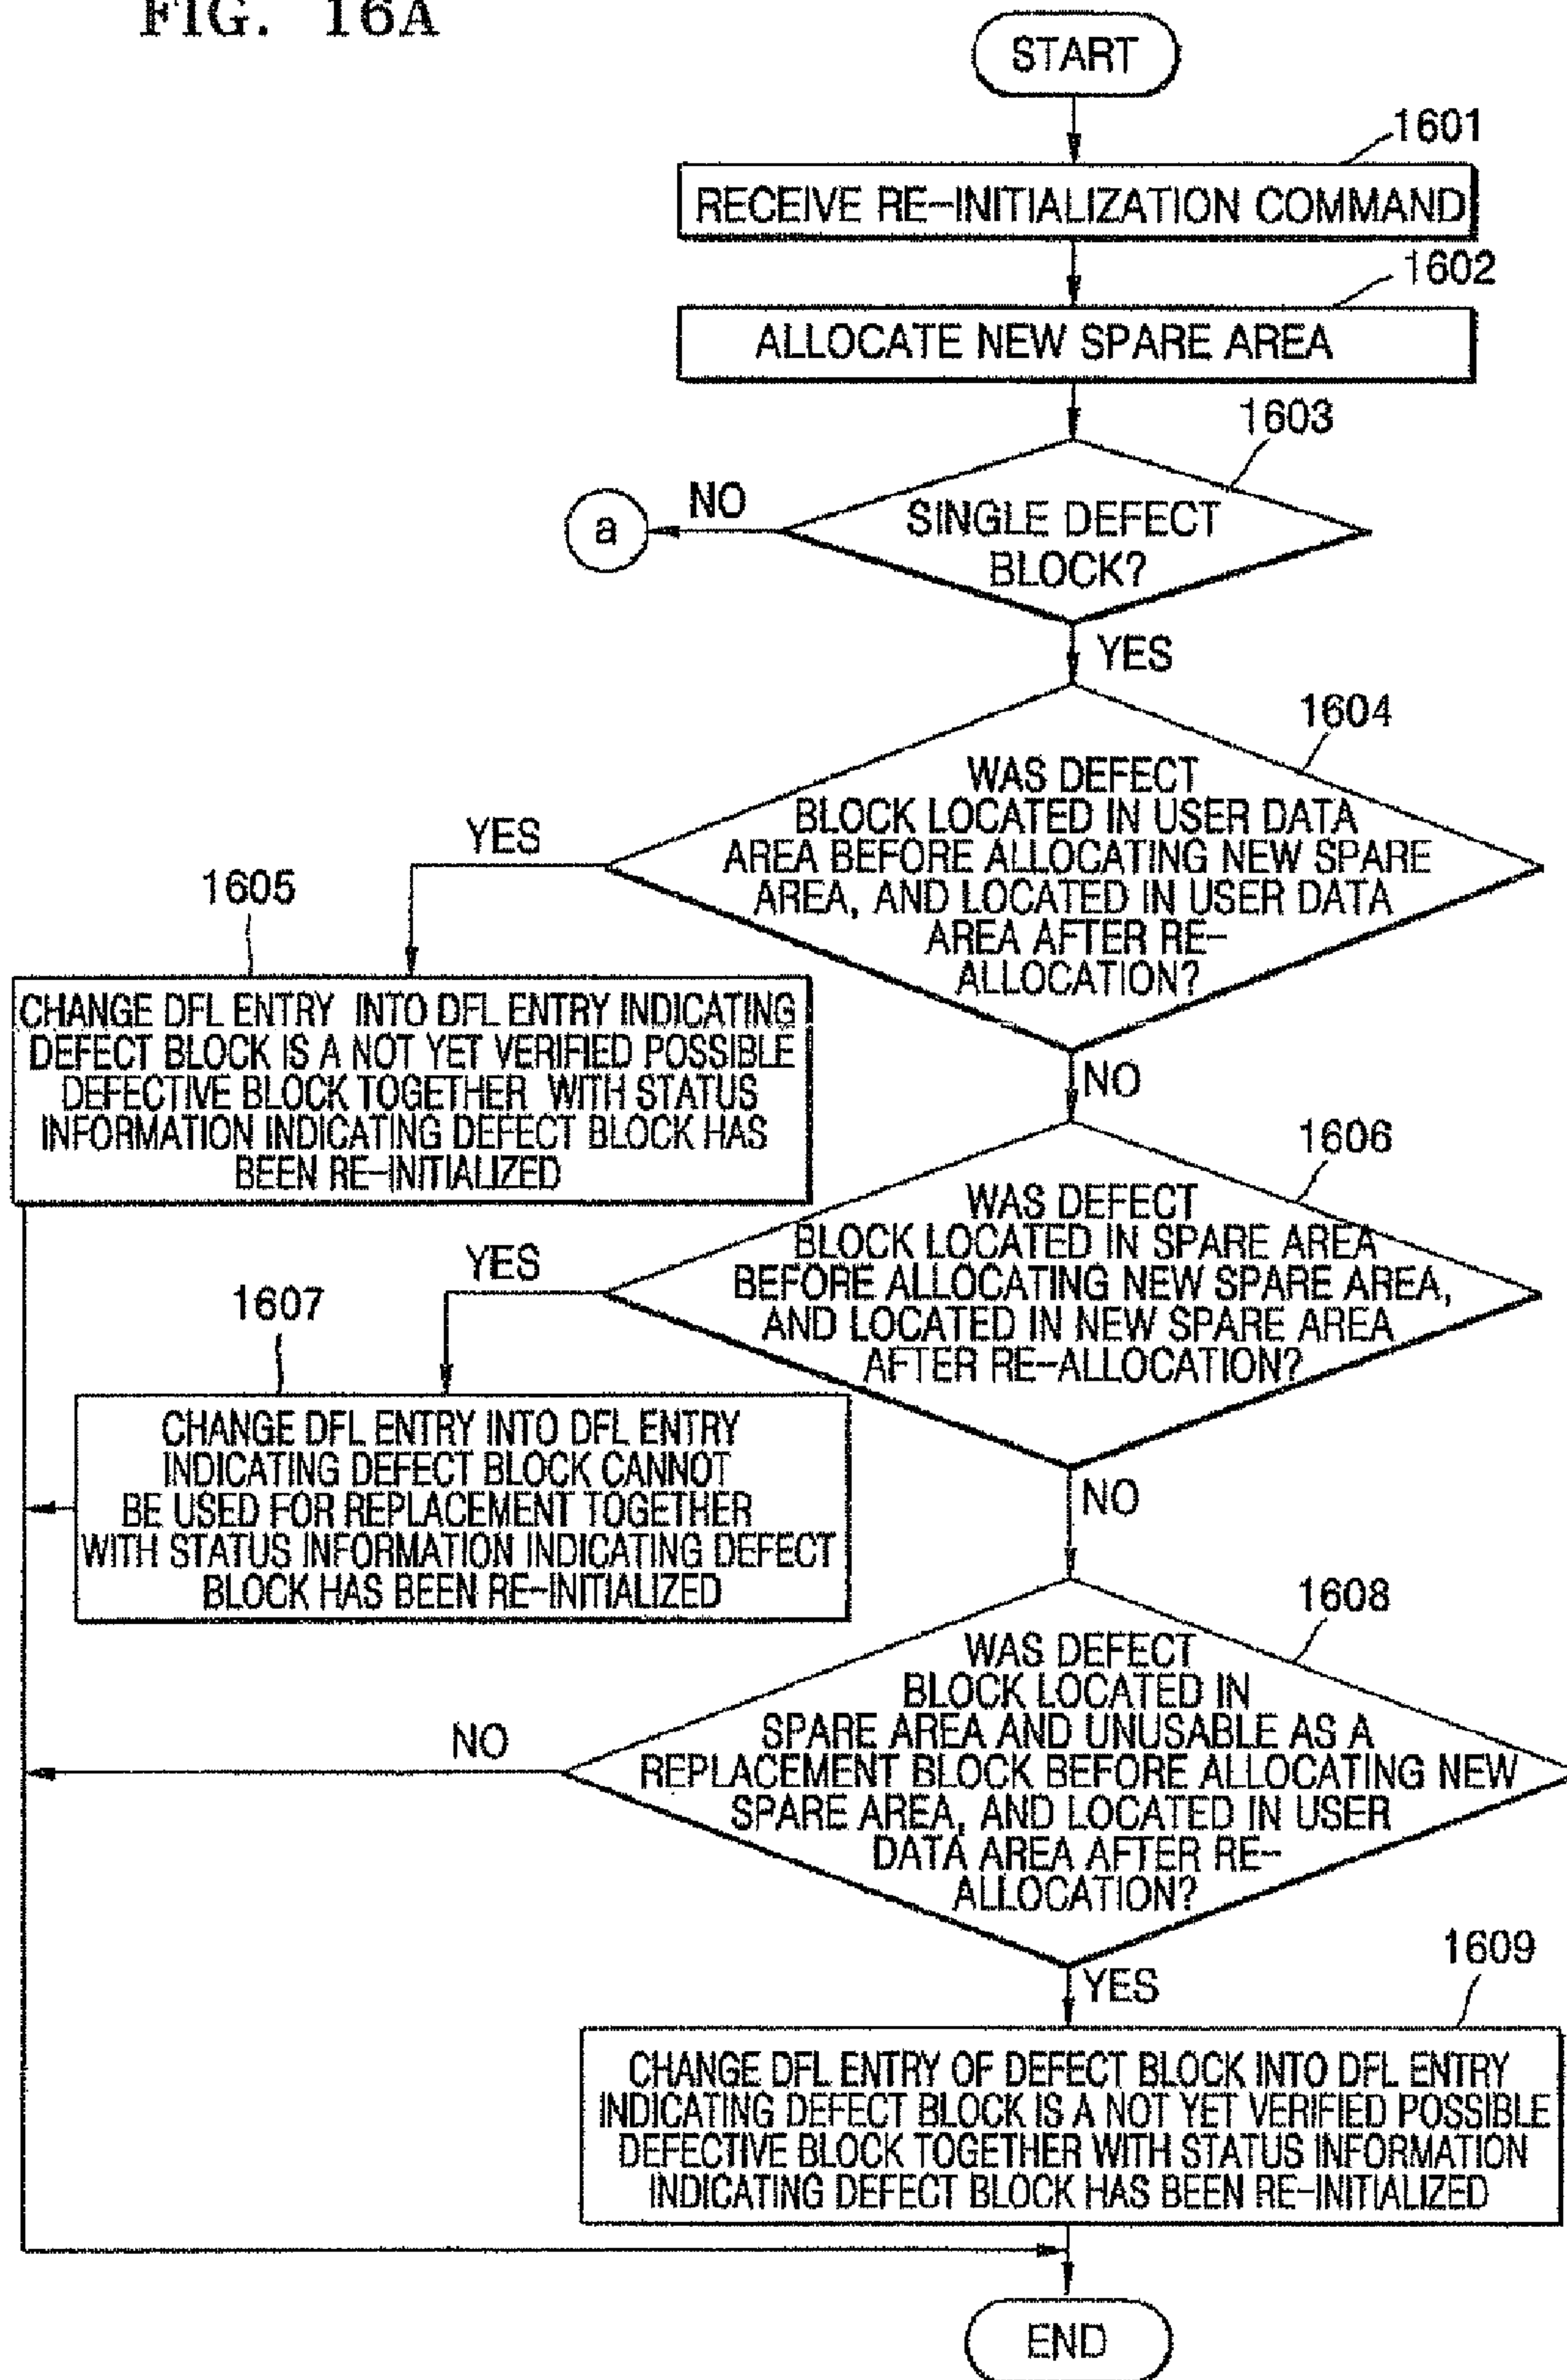 FIG. 16A
START
1601
RECEIVE RE-INITIALIZATION COMMAND
1602
ALLOCATE NEW SPARE AREA
1603
SINGLE DEFECT
BLOCK?
NO
a
YES
1604
WAS DEFECT
BLOCK LOCATED IN USER DATA
AREA BEFORE ALLOCATING NEW SPARE
AREA, AND LOCATED IN USER DATA
AREA AFTER RE-
ALLOCATION?
YES
1605
CHANGE DFL ENTRY INTO DFL ENTRY INDICATING
DEFECT BLOCK IS A NOT YET VERIFIED POSSIBLE
DEFECTIVE BLOCK TOGETHER WITH STATUS
INFORMATION INDICATING DEFECT BLOCK HAS
BEEN RE-INITIALIZED
NO
1606
WAS DEFECT
BLOCK LOCATED IN SPARE AREA
BEFORE ALLOCATING NEW SPARE AREA,
AND LOCATED IN NEW SPARE AREA
AFTER RE-ALLOCATION?
YES
1607
CHANGE DFL ENTRY INTO DFL ENTRY
INDICATING DEFECT BLOCK CANNOT
BE USED FOR REPLACEMENT TOGETHER
WITH STATUS INFORMATION INDICATING DEFECT
BLOCK HAS BEEN RE-INITIALIZED
NO
1608
WAS DEFECT
BLOCK LOCATED IN
SPARE AREA AND UNUSABLE AS A
REPLACEMENT BLOCK BEFORE ALLOCATING NEW
SPARE AREA, AND LOCATED IN USER
DATA AREA AFTER RE-
ALLOCATION?
NO
YES
1609
CHANGE DFL ENTRY OF DEFECT BLOCK INTO DFL ENTRY
INDICATING DEFECT BLOCK IS A NOT YET VERIFIED POSSIBLE
DEFECTIVE BLOCK TOGETHER WITH STATUS INFORMATION
INDICATING DEFECT BLOCK HAS BEEN RE-INITIALIZED
END